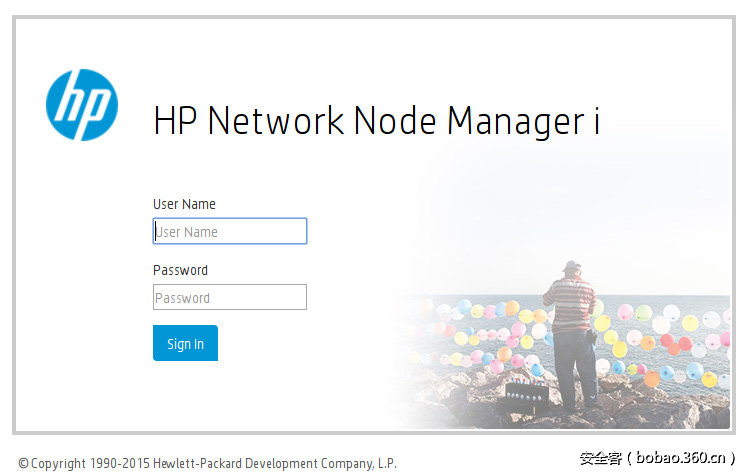 hp
HP Network Node Manager i
User Name
User Name
Password
Password
Sign In
©Copyright 1990-2015 Hewlett-Packard Development Company, L.P.
安全客（bobao.360.cn）